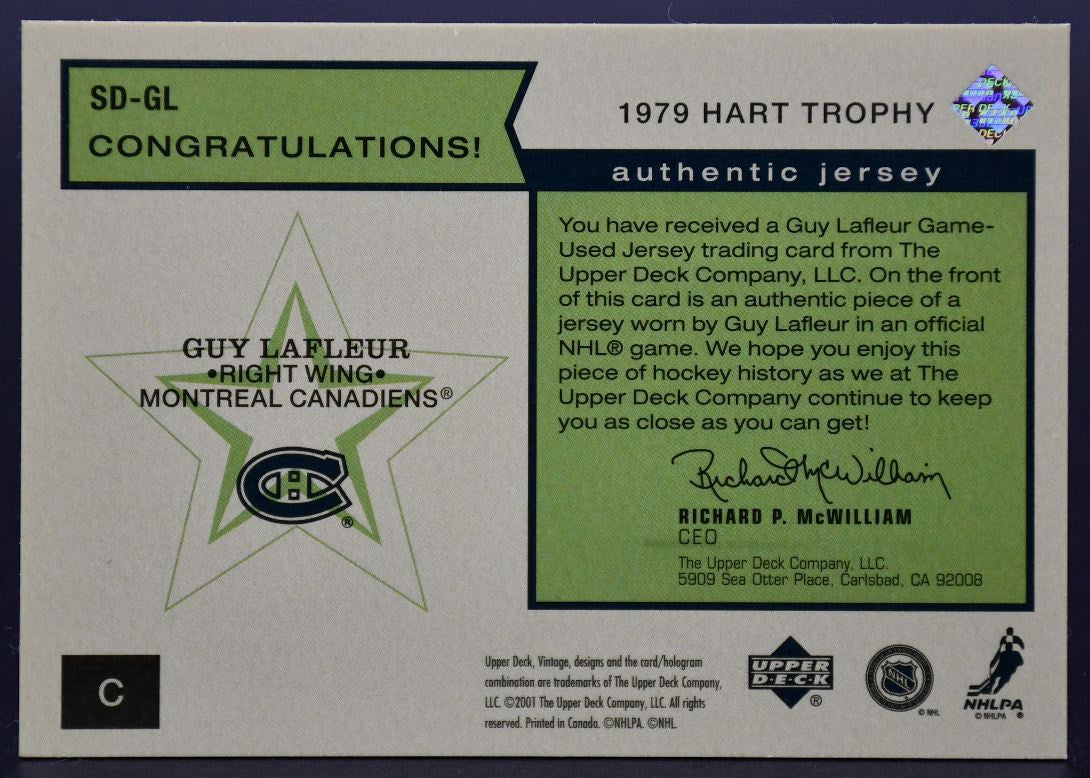 SD-GL
CONGRATULATIONS!
1979 HART TROPHY
authentic jersey
You have received a Guy Lafleur Game-
Used Jersey trading card from The
Upper Deck Company, LLC. On the front
of this card is an authentic piece of a
jersey worn by Guy Lafleur in an official
NHL® game. We hope you enjoy this
piece of hockey history as we at The
Upper Deck Company continue to keep
you as close as you can get!
Richard McWilliam
RICHARD P. McWILLIAM
CEO
The Upper Deck Company, LLC.
5909 Sea Otter Place, Carlsbad, CA 92008
GUY LAFLEUR
•RIGHT WING•
MONTREAL CANADIENS®
CH
®
C
Upper Deck, Vintage, designs and the card/hologram
combination are trademarks of The Upper Deck Company,
LLC. ©2001 The Upper Deck Company, LLC. All rights
reserved. Printed in Canada. ©NHLPA. ©NHL.
UPPER
D·E·C·K
®
NHL
© NHL
NHLPA
© NHLPA ®